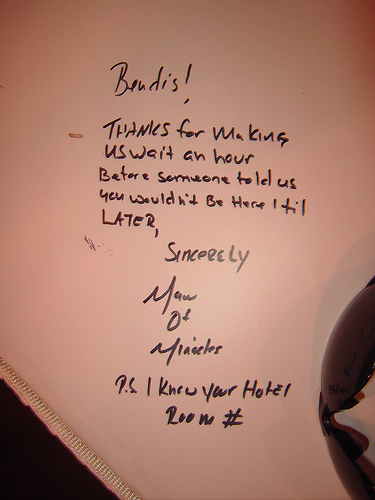 Bendis!
THANKS for making
us wait an hour
Before someone told us
you wouldn't Be Here 'til
LATER,
SINCERELY
Man
Of
Miracles
P.S. I Know your Hotel
Room #